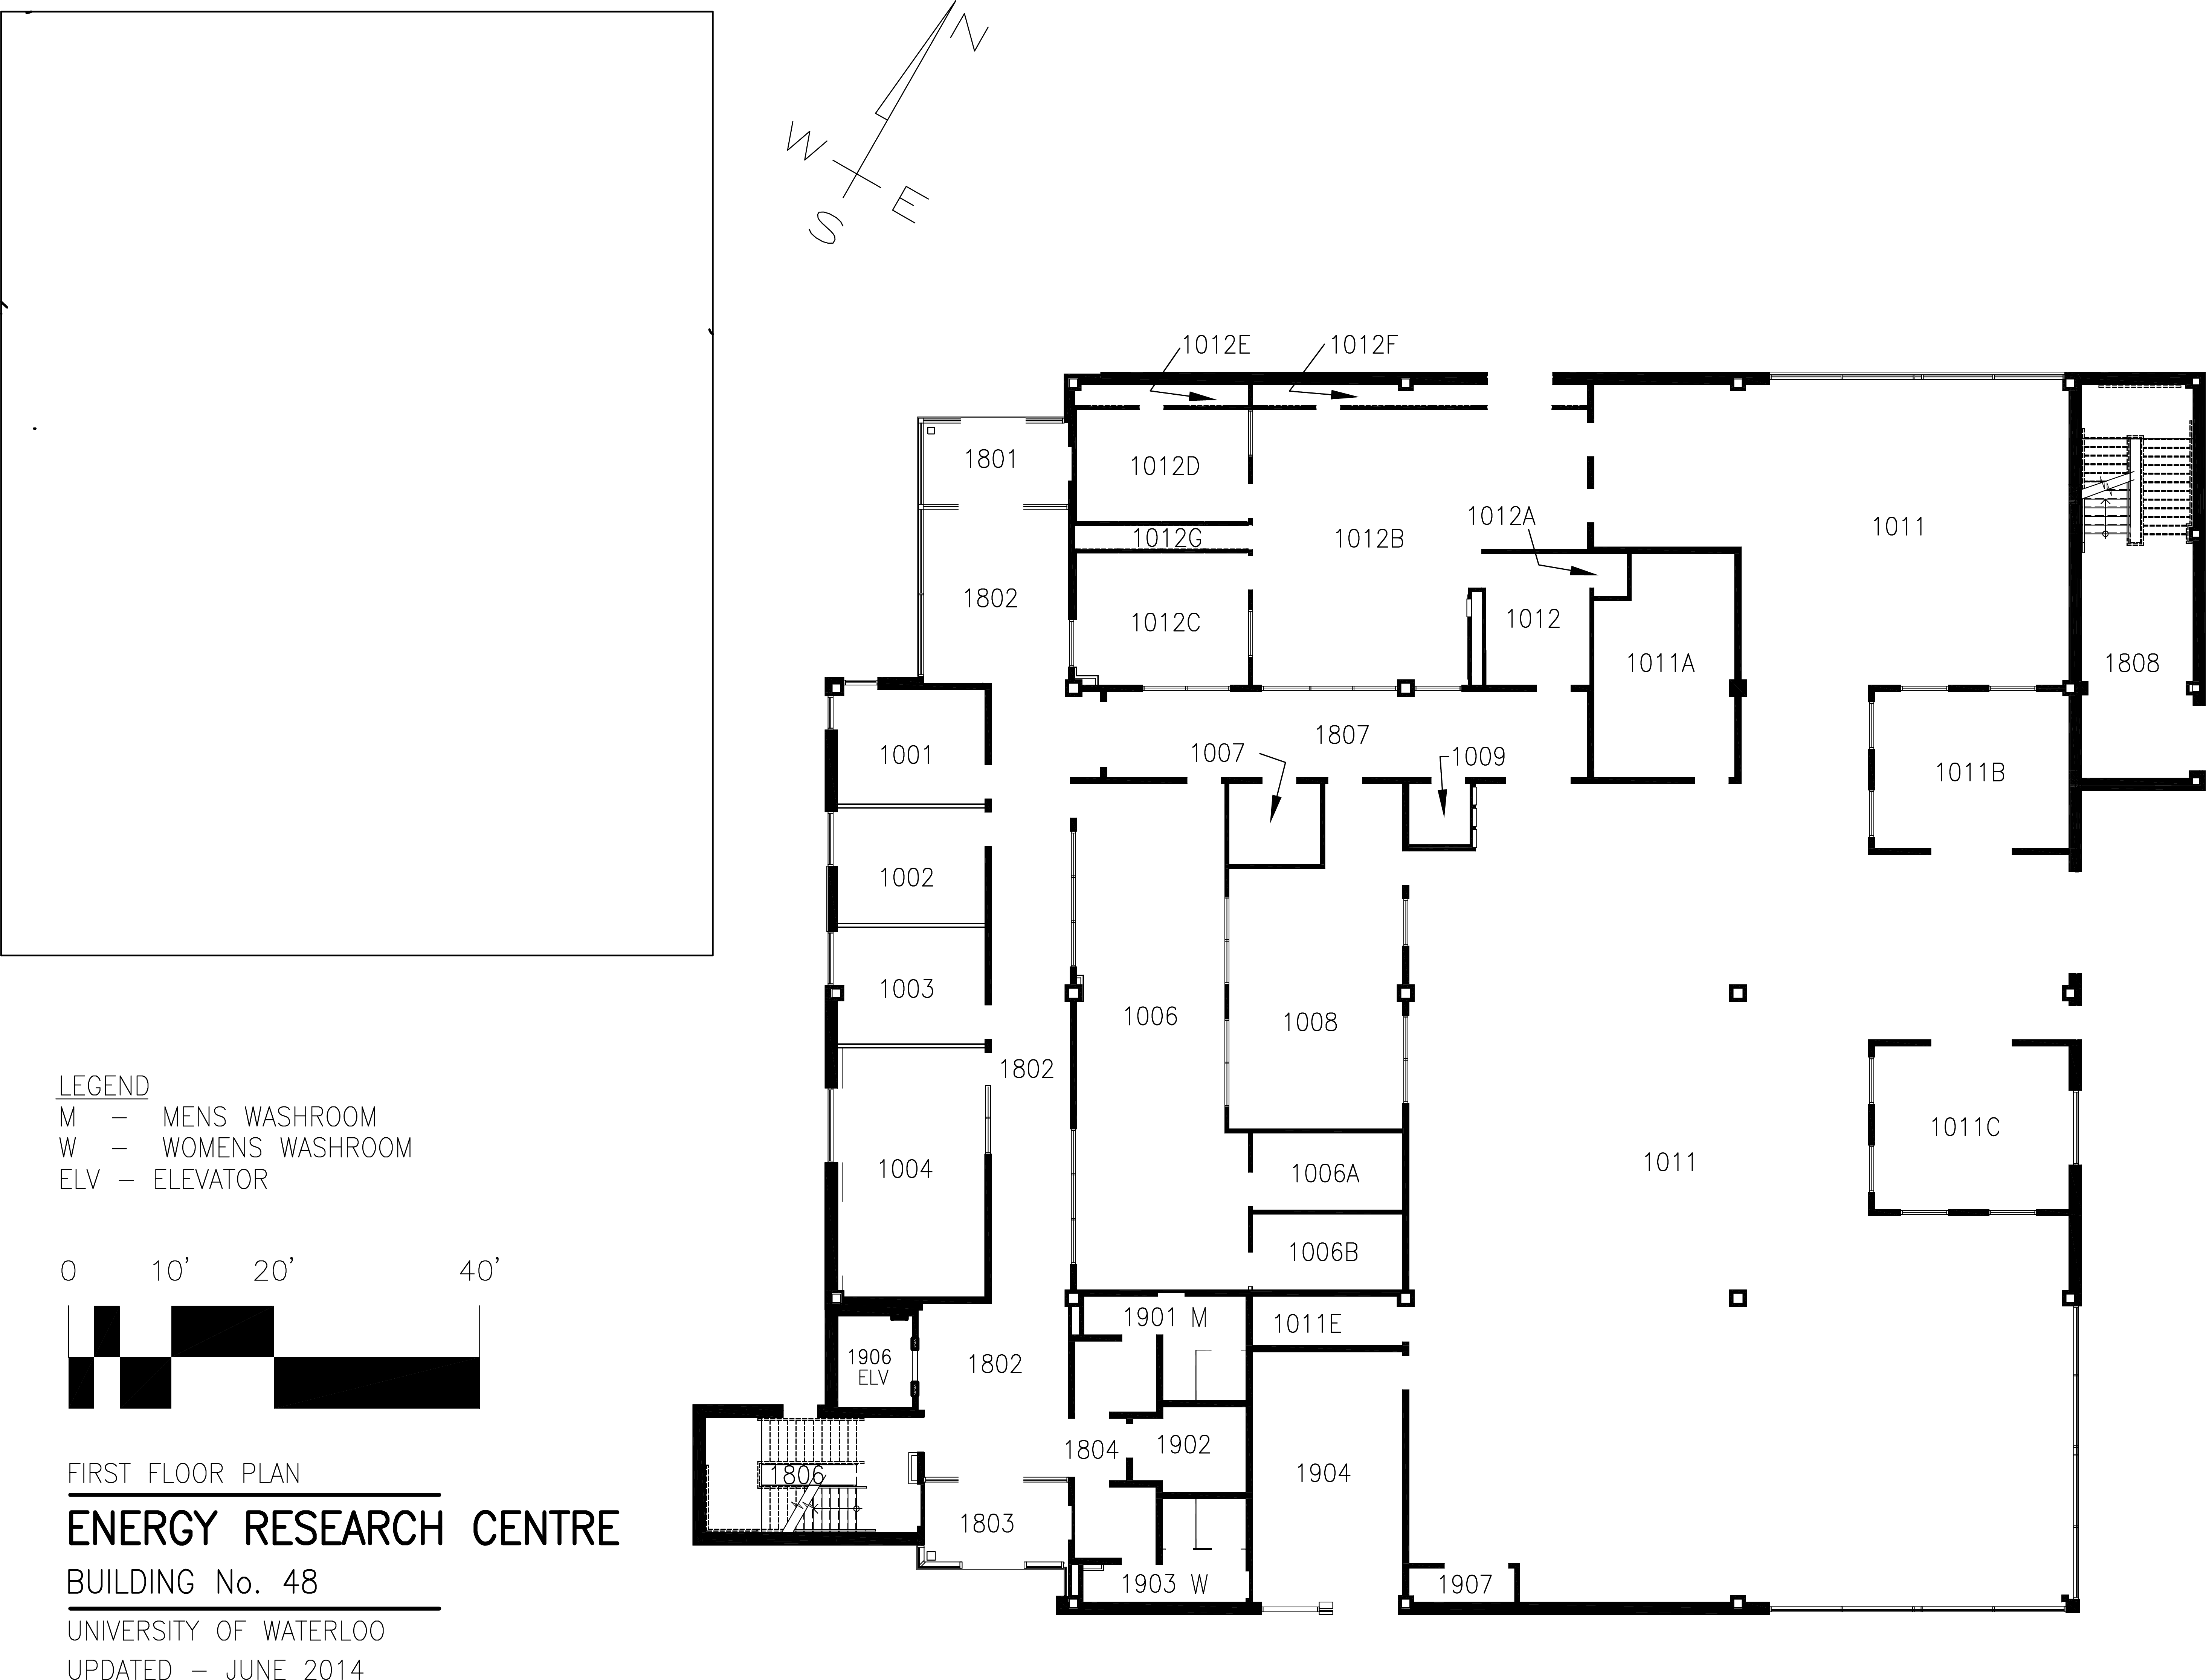 N
W
E
S
1012E
1012F
1801
1012D
1012A
1011
1012G
1012B
1802
1012C
1012
1011A
1808
1807
1001
1007
1009
1011B
1002
1003
1006
1008
1802
LEGEND
M - MENS WASHROOM
W - WOMENS WASHROOM
ELV - ELEVATOR
1004
1006A
1011
1011C
1006B
0 10' 20' 40'
1901 M
1011E
1906
ELV
1802
1804
1902
1904
1806
1803
1903 W
1907
FIRST FLOOR PLAN
ENERGY RESEARCH CENTRE
BUILDING No. 48
UNIVERSITY OF WATERLOO
UPDATED - JUNE 2014